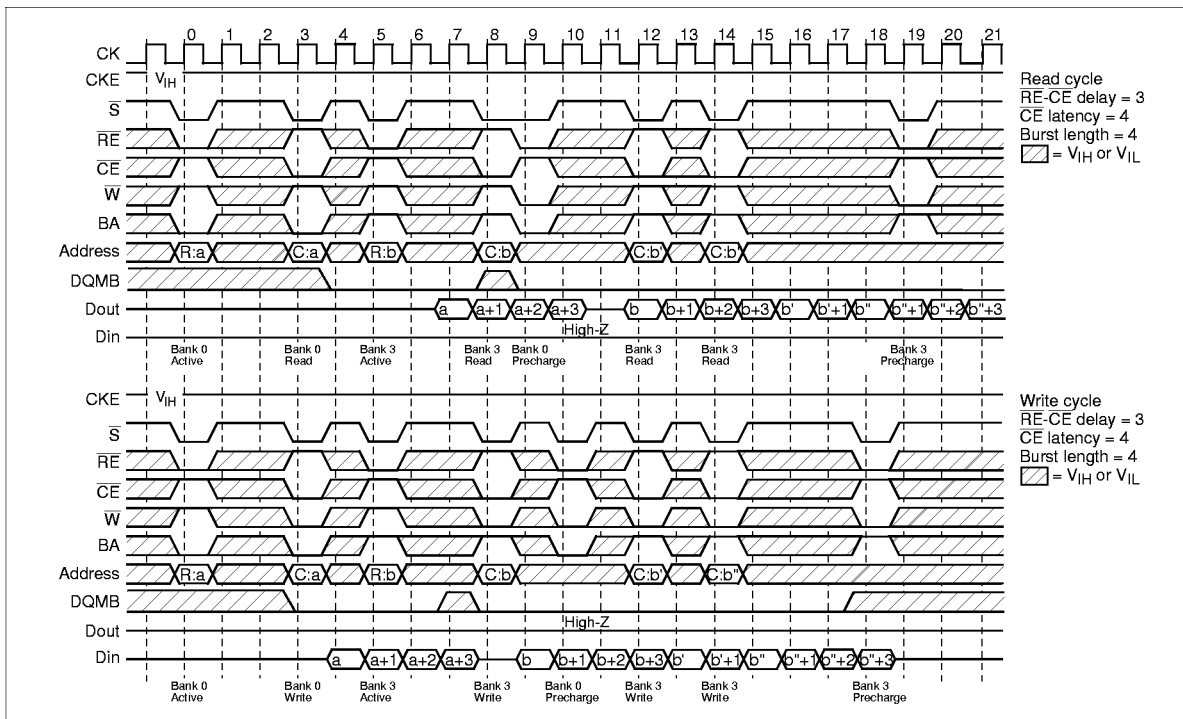 0 1 2 3 4 5 6 7 8 9 10 11 12 13 14 15 16 17 18 19 20 21
CK
CKE VIH
S
RE
CE
W
BA
Address R:a C:a R:b C:b C:b' C:b'
DQMB
Dout a a+1 a+2 a+3 b b+1 b+2 b+3 b' b'+1 b" b"+1 b"+2 b"+3
High-Z
Din
Bank 0 Active
Bank 0 Read
Bank 3 Active
Bank 3 Read
Bank 0 Precharge
Bank 3 Read
Bank 3 Read
Bank 3 Precharge
Read cycle
RE-CE delay = 3
CE latency = 4
Burst length = 4
= VIH or VIL
CKE VIH
S
RE
CE
W
BA
Address R:a C:a R:b C:b C:b' C:b"
DQMB
Dout High-Z
Din a a+1 a+2 a+3 b b+1 b+2 b+3 b' b'+1 b" b"+1 b"+2 b"+3
Bank 0 Active
Bank 0 Write
Bank 3 Active
Bank 3 Write
Bank 0 Precharge
Bank 3 Write
Bank 3 Write
Bank 3 Precharge
Write cycle
RE-CE delay = 3
CE latency = 4
Burst length = 4
= VIH or VIL